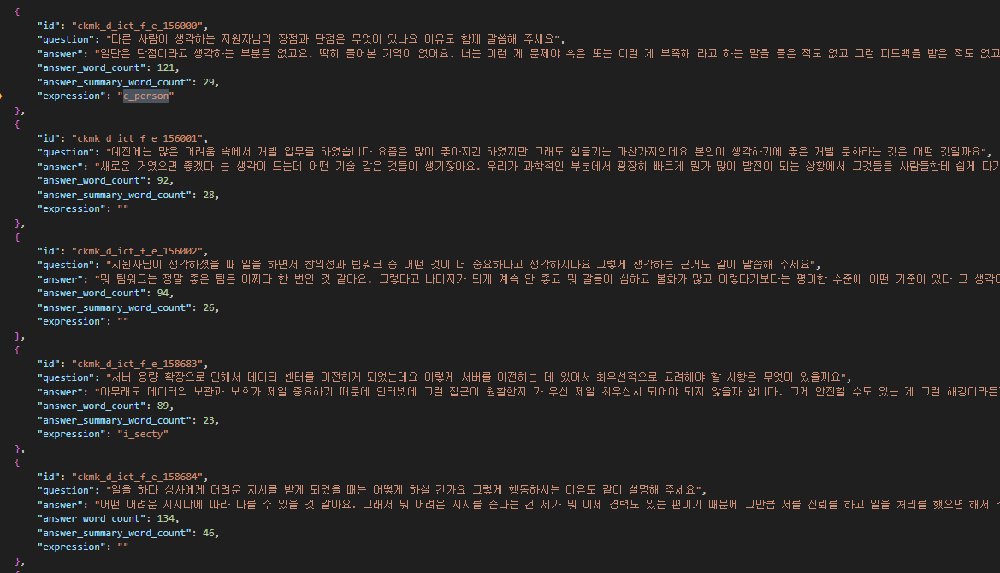 {
"id": "ckmk_d_ict_f_e_156000",
"question": "다른 사람이 생각하는 지원자님의 장점과 단점은 무엇이 있나요 이유도 함께 말씀해 주세요",
"answer": "일단은 단점이라고 생각하는 부분은 없고요. 딱히 들어본 기억이 없어요. 너는 이런 게 문제야 혹은 또는 이런 게 부족해 라고 하는 말을 들은 적도 없고 그런 피드백을 받은 적도 없고
"answer_word_count": 121,
"answer_summary_word_count": 29,
"expression": "c_person"
},
{
"id": "ckmk_d_ict_f_e_156001",
"question": "예전에는 많은 어려움 속에서 개발 업무를 하였습니다 요즘은 많이 좋아지긴 하였지만 그래도 힘들기는 마찬가지인데요 본인이 생각하기에 좋은 개발 문화라는 것은 어떤 것일까요",
"answer": "새로운 거였으면 좋겠다 는 생각이 드는데 어떤 기술 같은 것들이 생기잖아요. 우리가 과학적인 부분에서 굉장히 빠르게 뭔가 많이 발전이 되는 상황에서 그것들을 사람들한테 쉽게 다가
"answer_word_count": 92,
"answer_summary_word_count": 28,
"expression": ""
},
{
"id": "ckmk_d_ict_f_e_156002",
"question": "지원자님이 생각하셨을 때 일을 하면서 창의성과 팀워크 중 어떤 것이 더 중요하다고 생각하시나요 그렇게 생각하는 근거도 같이 말씀해 주세요",
"answer": "뭐 팀워크는 정말 좋은 팀은 어쩌다 한 번인 것 같아요. 그렇다고 나머지가 되게 계속 안 좋고 뭐 갈등이 심하고 불화가 많고 이렇다기보다는 평이한 수준에 어떤 기준이 있다 고 생각이
"answer_word_count": 94,
"answer_summary_word_count": 26,
"expression": ""
},
{
"id": "ckmk_d_ict_f_e_158683",
"question": "서버 용량 확장으로 인해서 데이타 센터를 이전하게 되었는데요 이렇게 서버를 이전하는 데 있어서 최우선적으로 고려해야 할 사항은 무엇이 있을까요",
"answer": "아무래도 데이터의 보관과 보호가 제일 중요하기 때문에 인터넷에 그런 접근이 원활한지 가 우선 제일 최우선시 되어야 되지 않을까 합니다. 그게 안전할 수도 있는 게 그런 해킹이라든
"answer_word_count": 89,
"answer_summary_word_count": 23,
"expression": "i_secty"
},
{
"id": "ckmk_d_ict_f_e_158684",
"question": "일을 하다 상사에게 어려운 지시를 받게 되었을 때는 어떻게 하실 건가요 그렇게 행동하시는 이유도 같이 설명해 주세요",
"answer": "어떤 어려운 지시냐에 따라 다를 수 있을 것 같아요. 그래서 뭐 어려운 지시를 준다는 건 제가 뭐 이제 경력도 있는 편이기 때문에 그만큼 저를 신뢰를 하고 일을 처리를 했으면 해서
"answer_word_count": 134,
"answer_summary_word_count": 46,
"expression": ""
},